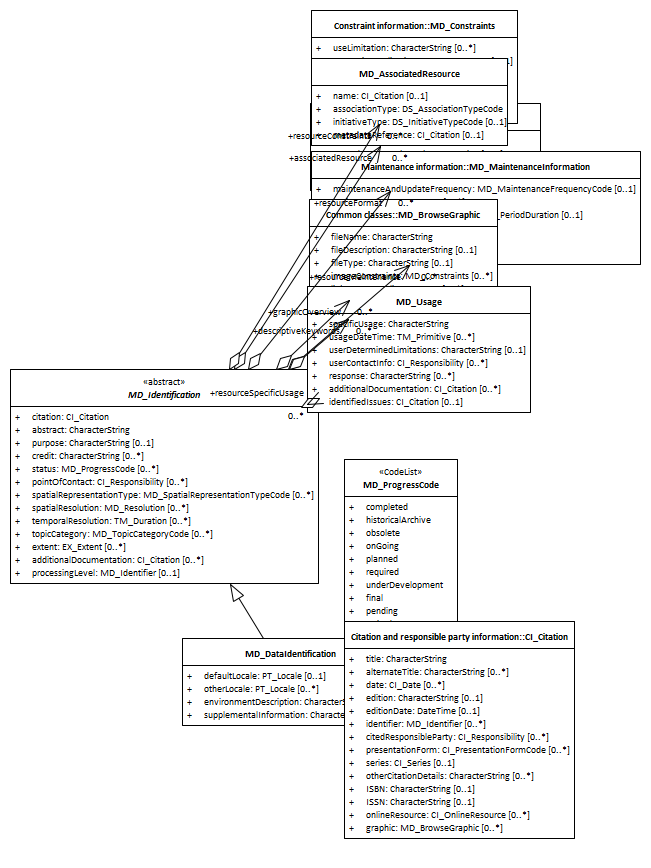 Constraint information::MD_Constraints
+ useLimitation: CharacterString [0..*]
MD_AssociatedResource
+ name: CI_Citation [0..1]
+ associationType: DS_AssociationTypeCode
+ initiativeType: DS_InitiativeTypeCode [0..1]
+ metadataReference: CI_Citation [0..1]
+resourceConstraints 0..*
+associatedResource 0..*
Maintenance information::MD_MaintenanceInformation
+ maintenanceAndUpdateFrequency: MD_MaintenanceFrequencyCode [0..1]
+resourceFormat 0..*
PeriodDuration [0..1]
Common classes::MD_BrowseGraphic
+ fileName: CharacterString
+ fileDescription: CharacterString [0..1]
+ fileType: CharacterString [0..1]
+ imageConstraints: MD_Constraints [0..*]
+resourceMaintenance 0..*
MD_Usage
+ specificUsage: CharacterString
+ usageDateTime: TM_Primitive [0..*]
+ userDeterminedLimitations: CharacterString [0..1]
+ userContactInfo: CI_Responsibility [0..*]
+ response: CharacterString [0..*]
+ additionalDocumentation: CI_Citation [0..*]
+ identifiedIssues: CI_Citation [0..1]
+graphicOverview 0..*
+descriptiveKeywords 0..*
«abstract»
MD_Identification
+resourceSpecificUsage
0..*
+ citation: CI_Citation
+ abstract: CharacterString
+ purpose: CharacterString [0..1]
+ credit: CharacterString [0..*]
+ status: MD_ProgressCode [0..*]
+ pointOfContact: CI_Responsibility [0..*]
+ spatialRepresentationType: MD_SpatialRepresentationTypeCode [0..*]
+ spatialResolution: MD_Resolution [0..*]
+ temporalResolution: TM_Duration [0..*]
+ topicCategory: MD_TopicCategoryCode [0..*]
+ extent: EX_Extent [0..*]
+ additionalDocumentation: CI_Citation [0..*]
+ processingLevel: MD_Identifier [0..1]
«CodeList»
MD_ProgressCode
+ completed
+ historicalArchive
+ obsolete
+ onGoing
+ planned
+ required
+ underDevelopment
+ final
+ pending
MD_DataIdentification
+ defaultLocale: PT_Locale [0..1]
+ otherLocale: PT_Locale [0..*]
+ environmentDescription: CharacterS
+ supplementalInformation: Characte
Citation and responsible party information::CI_Citation
+ title: CharacterString
+ alternateTitle: CharacterString [0..*]
+ date: CI_Date [0..*]
+ edition: CharacterString [0..1]
+ editionDate: DateTime [0..1]
+ identifier: MD_Identifier [0..*]
+ citedResponsibleParty: CI_Responsibility [0..*]
+ presentationForm: CI_PresentationFormCode [0..*]
+ series: CI_Series [0..1]
+ otherCitationDetails: CharacterString [0..*]
+ ISBN: CharacterString [0..1]
+ ISSN: CharacterString [0..1]
+ onlineResource: CI_OnlineResource [0..*]
+ graphic: MD_BrowseGraphic [0..*]